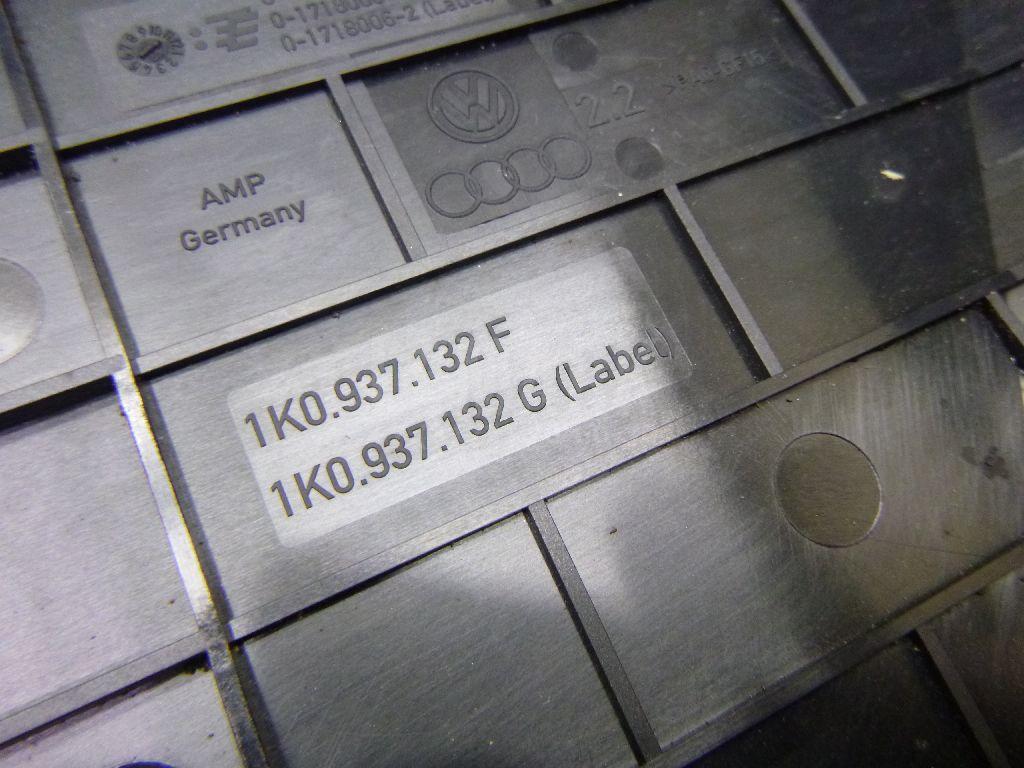 0-1718006-2 (Label)
2.2
AMP
Germany
1K0.937.132 F
1K0.937.132 G (Label)